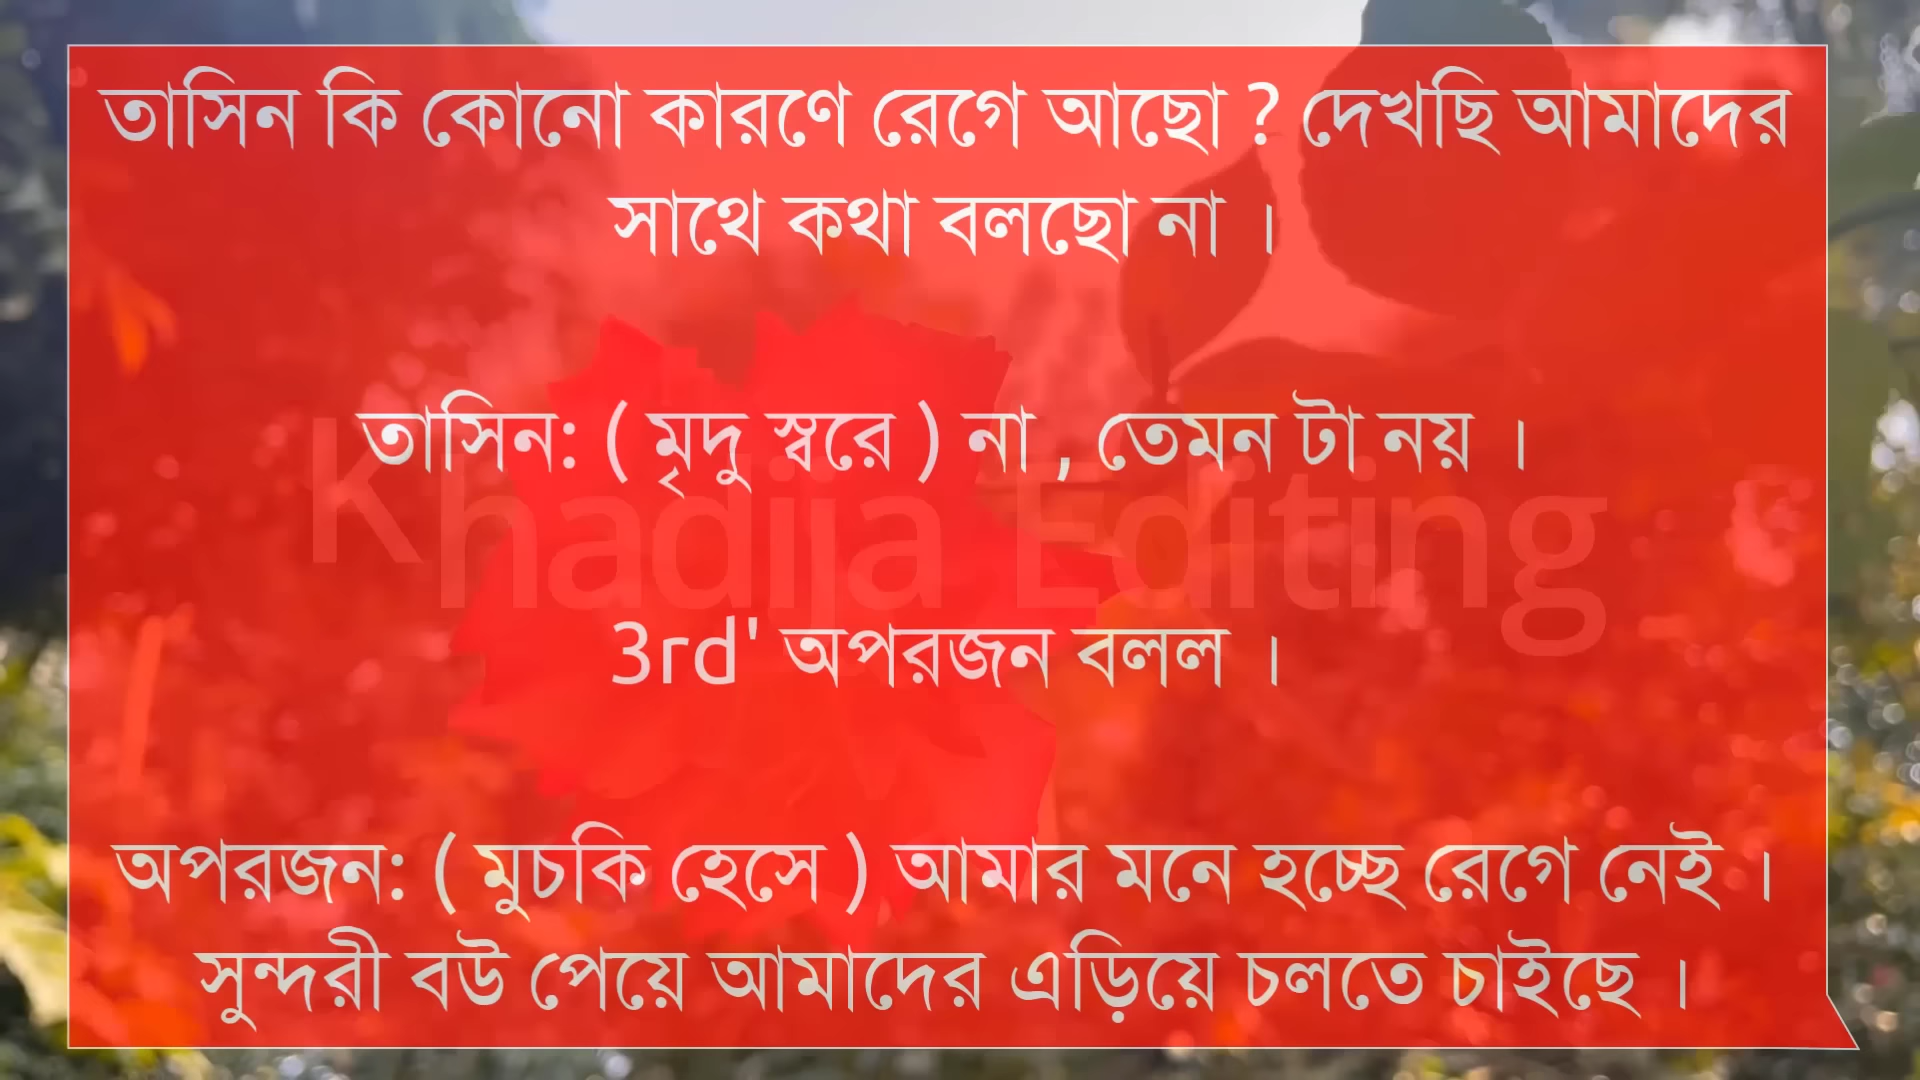 তাসিন কি কোনো কারণে রেগে আছো ? দেখছি আমাদের
সাথে কথা বলছো না ।
তাসিন: ( মৃদু স্বরে ) না , তেমন টা নয় ।
Khadija Editing
3rd' অপরজন বলল ।
অপরজন: ( মুচকি হেসে ) আমার মনে হচ্ছে রেগে নেই ।
সুন্দরী বউ পেয়ে আমাদের এড়িয়ে চলতে চাইছে ।